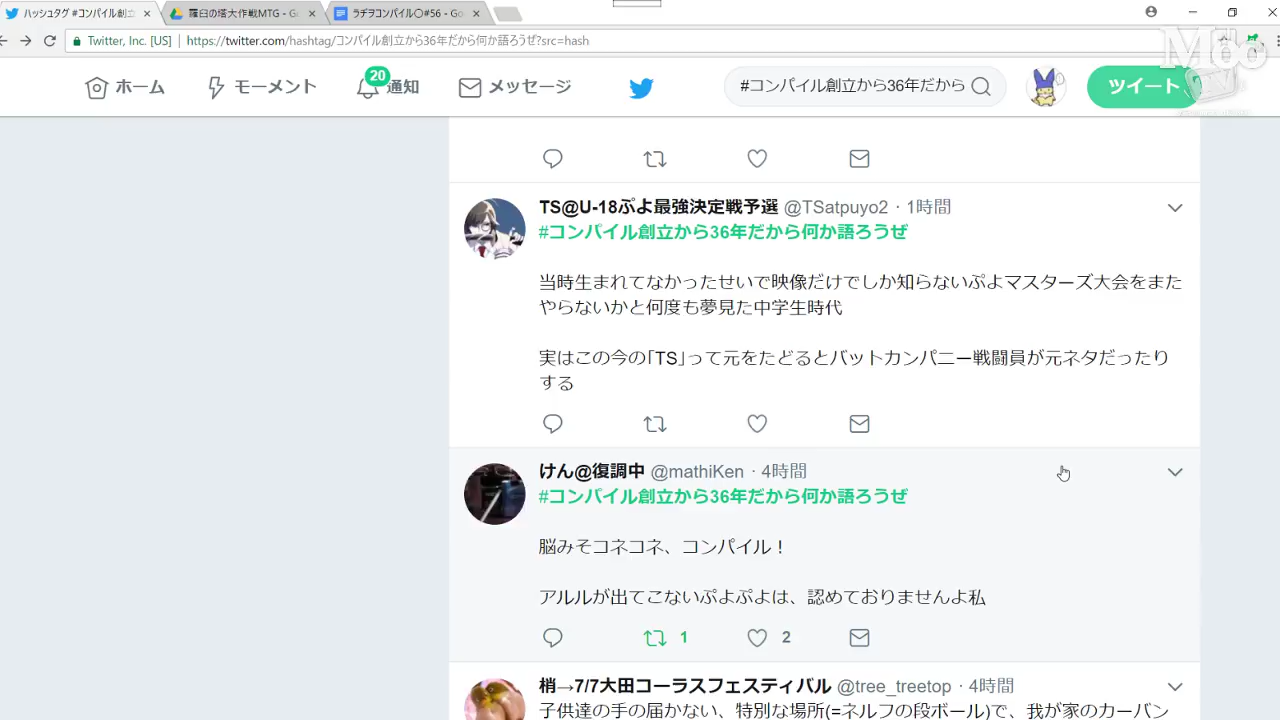 ハッシュタグ #コンパイル創立
羅臼の塔大作戦MTG - G
ラヂヲコンパイル〇#56 - Go
Twitter, Inc. [US] | https://twitter.com/hashtag/コンパイル創立から36年だから何か語ろうぜ?src=hash
Möo
ホーム
モーメント
20
通知
メッセージ
#コンパイル創立から36年だから
ツイート
TS@U-18ぷよ最強決定戦予選 @TSatpuyo2 · 1時間
#コンパイル創立から36年だから何か語ろうぜ
当時生まれてなかったせいで映像だけでしか知らないぷよマスターズ大会をまた
やらないかと何度も夢見た中学生時代
実はこの今の｢TS｣って元をたどるとバットカンパニー戦闘員が元ネタだったり
する
けん@復調中 @mathiKen · 4時間
#コンパイル創立から36年だから何か語ろうぜ
脳みそコネコネ、コンパイル！
アルルが出てこないぷよぷよは、認めておりませんよ私
1
2
梢→7/7大田コーラスフェスティバル @tree_treetop · 4時間
子供達の手の届かない、特別な場所(=ネルフの段ボール)で、我が家のカーバン